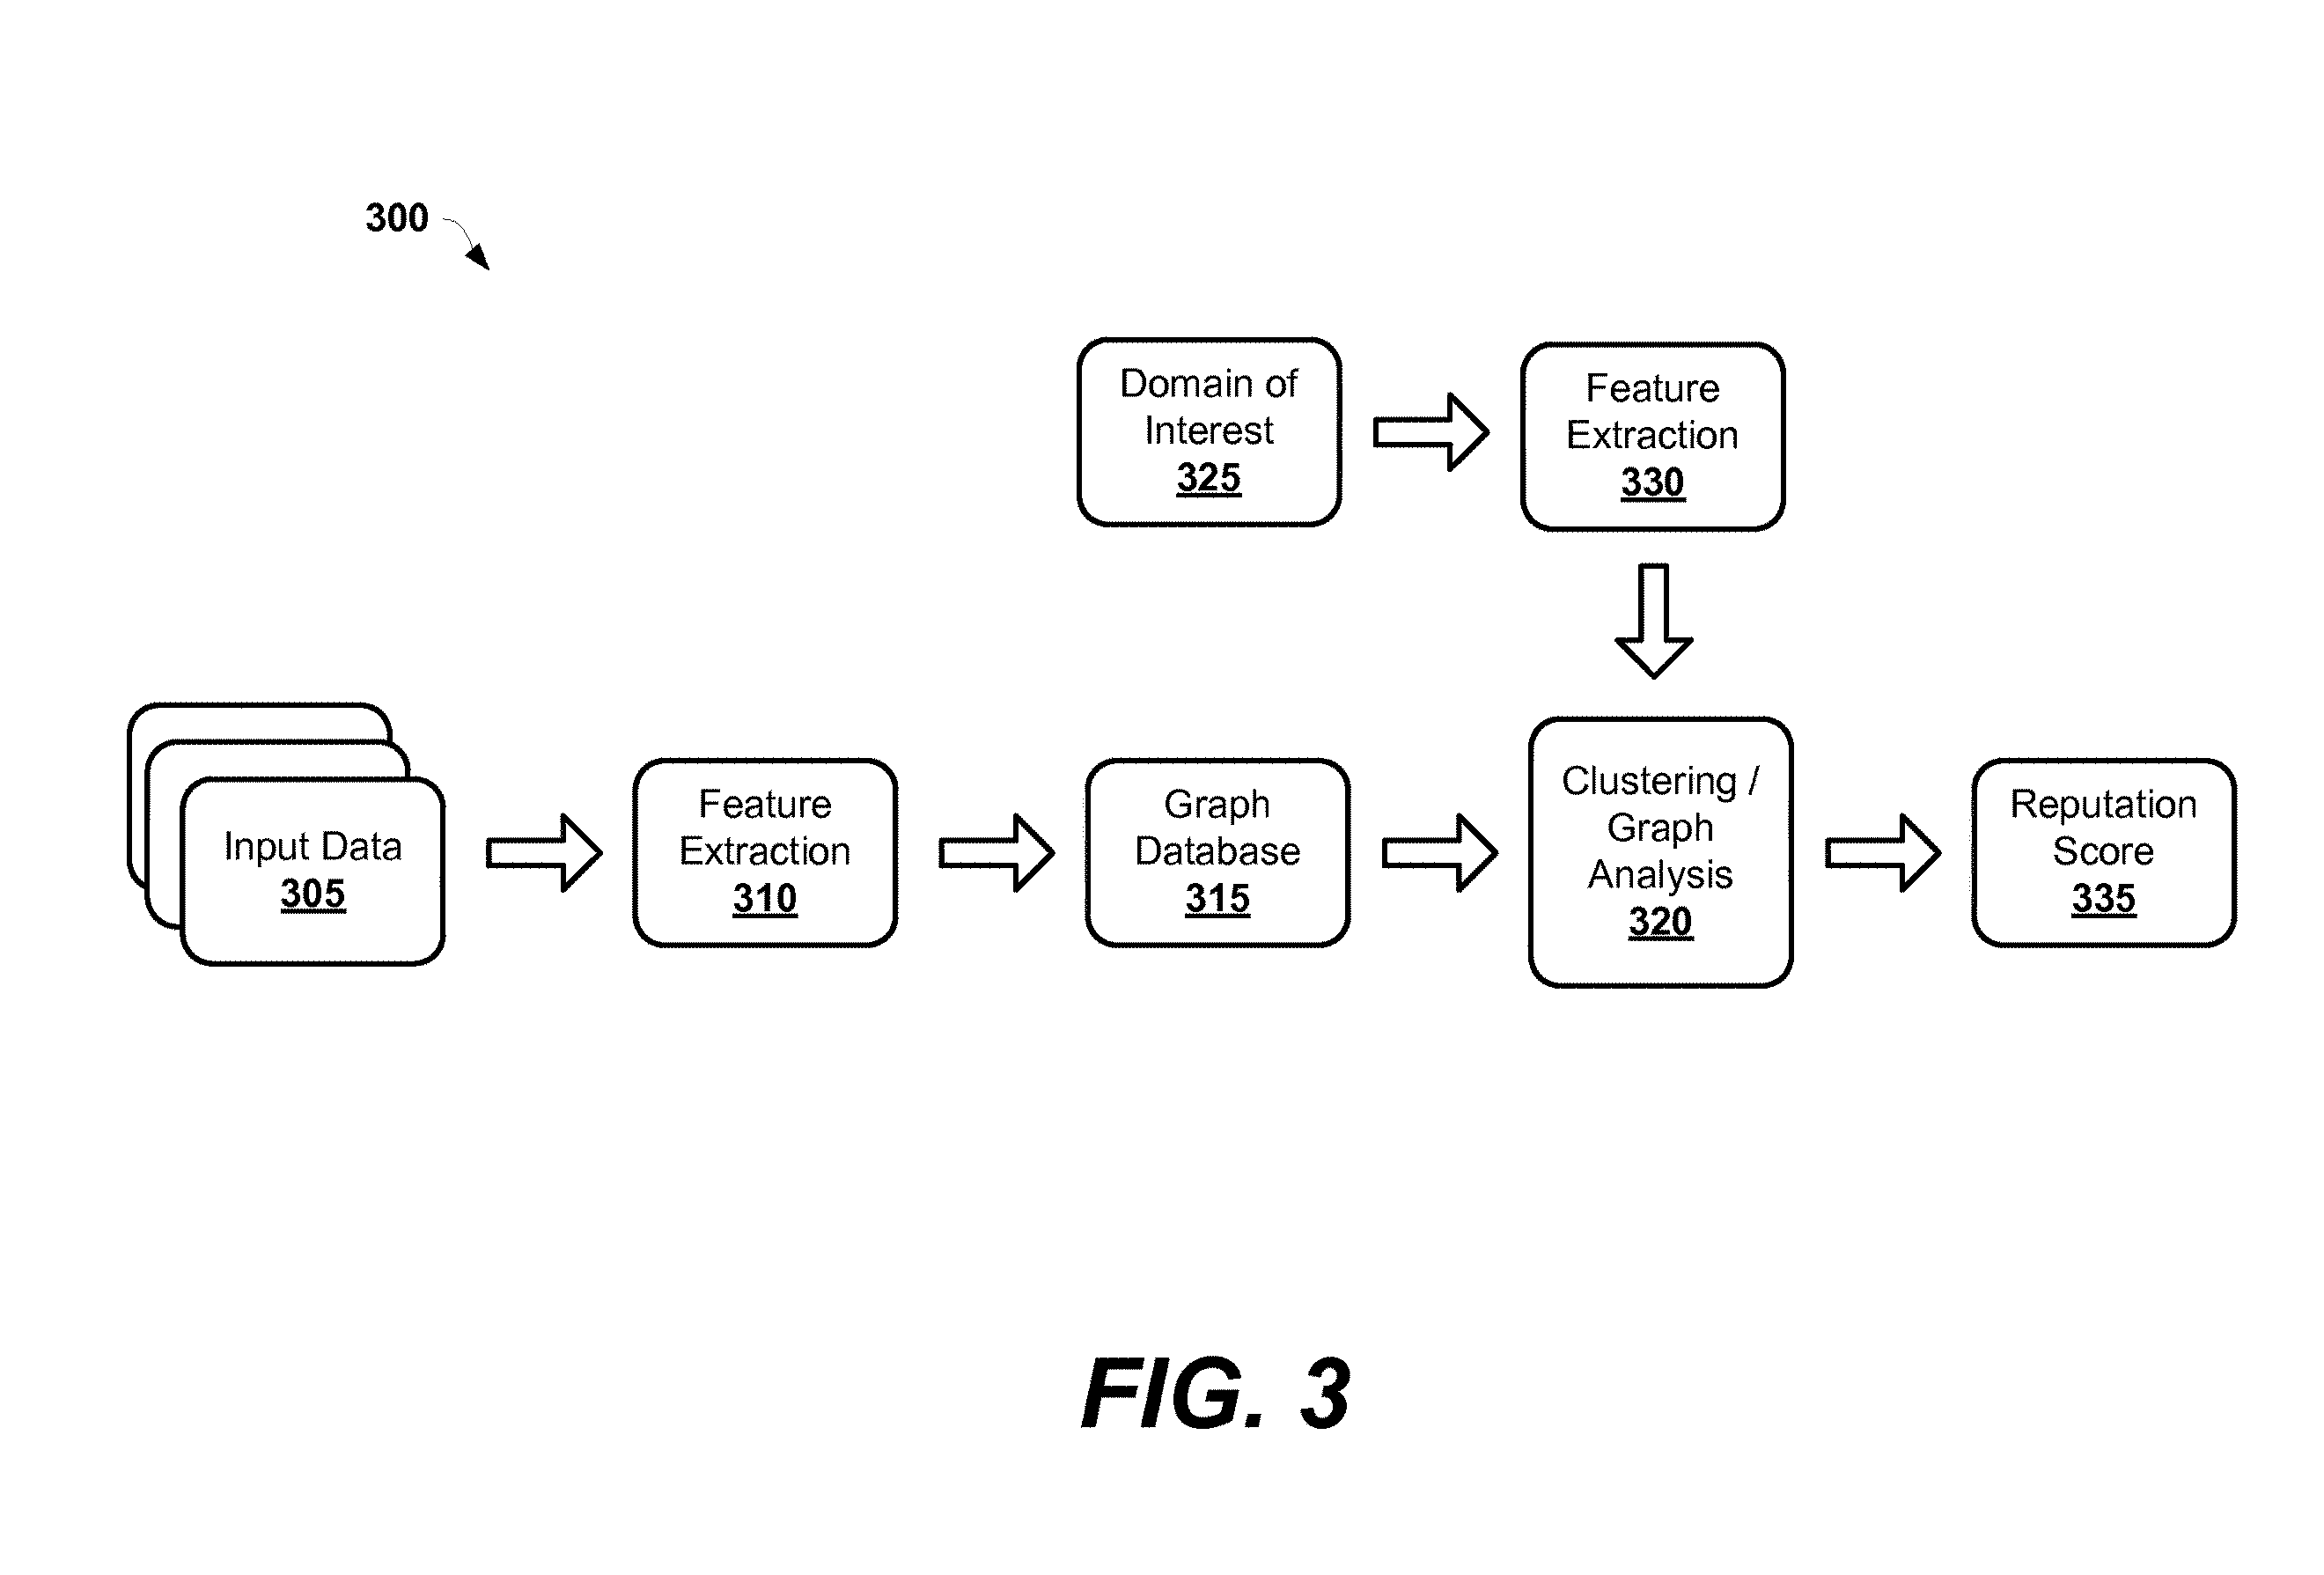 300
Domain of
Interest
325
Feature
Extraction
330
Input Data
305
Feature
Extraction
310
Graph
Database
315
Clustering /
Graph
Analysis
320
Reputation
Score
335
FIG. 3